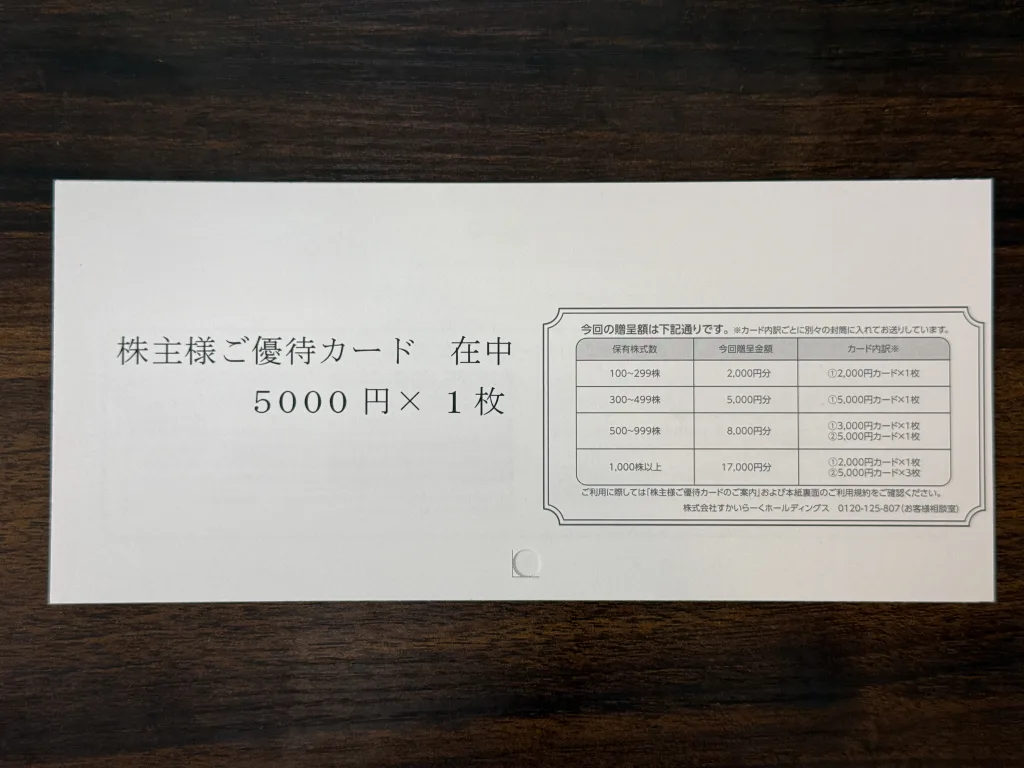 株主様ご優待カード　在中
5000円×1枚
今回の贈呈額は下記通りです。※カード内訳ごとに別々の封筒に入れてお送りしています。
保有株式数 今回贈呈金額 カード内訳※
100~299株 2,000円分 ①2,000円カード×1枚
300~499株 5,000円分 ①5,000円カード×1枚
500~999株 8,000円分 ①3,000円カード×1枚
②5,000円カード×1枚
1,000株以上 17,000円分 ①2,000円カード×1枚
②5,000円カード×3枚
ご利用に際しては「株主様ご優待カードのご案内」および本紙裏面のご利用規約をご確認ください。
株式会社すかいらーくホールディングス　0120-125-807(お客様相談室)